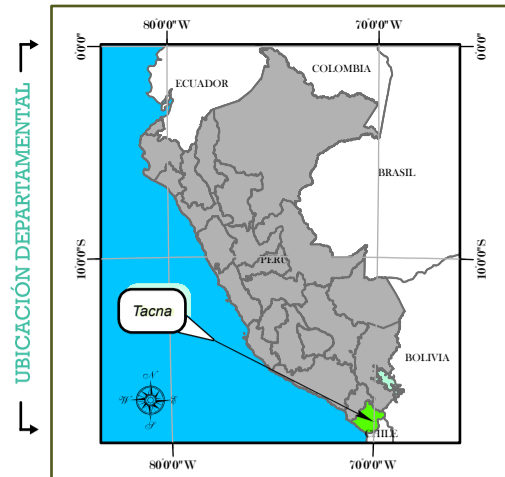 UBICACIÓN DEPARTAMENTAL
80°0'0"W
70°0'0"W
0°0'0"
0°0'0"
COLOMBIA
ECUADOR
BRASIL
10°0'0"S
PERU
10°0'0"S
Tacna
BOLIVIA
N
W
E
S
CHILE
80°0'0"W
70°0'0"W